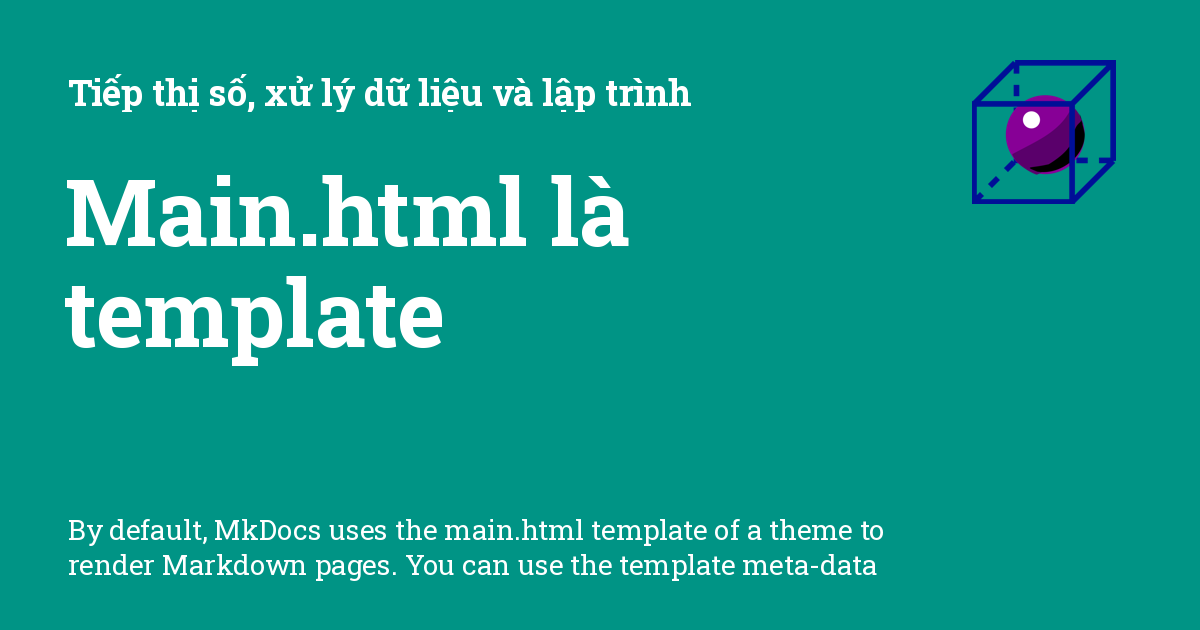 Tiếp thị số, xử lý dữ liệu và lập trình
Main.html là
template
By default, MkDocs uses the main.html template of a theme to
render Markdown pages. You can use the template meta-data